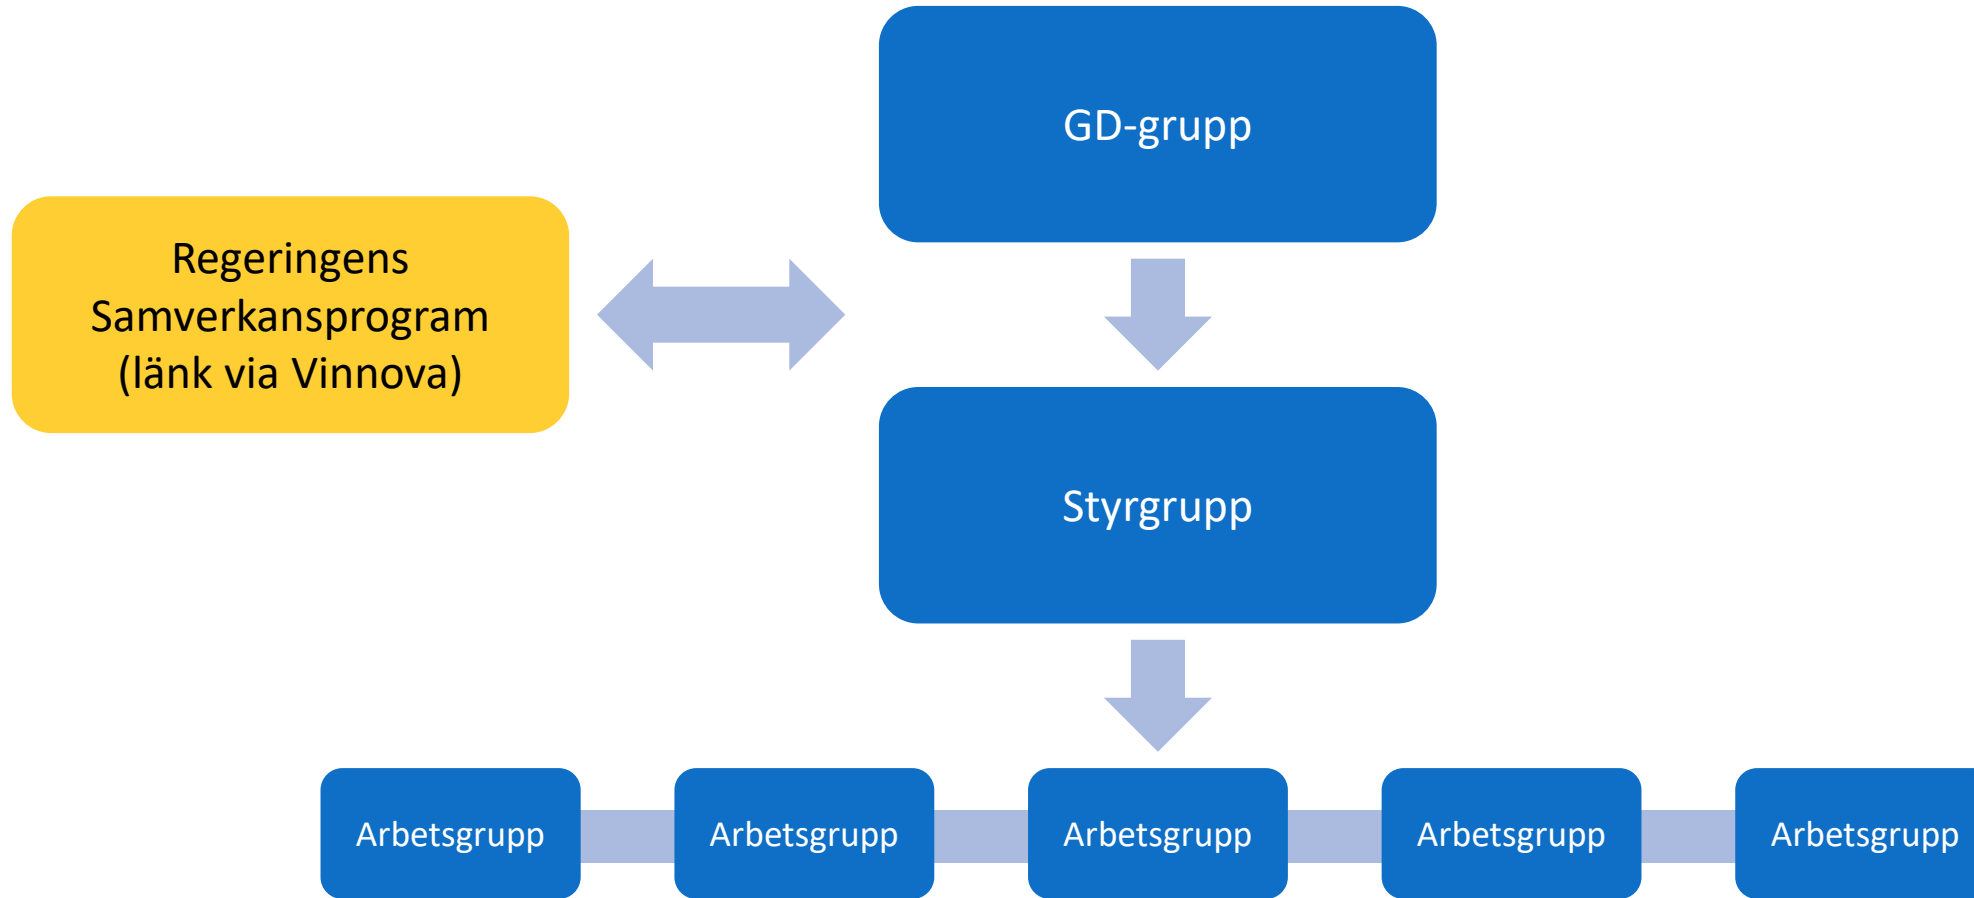 GD-grupp
Regeringens
Samverkansprogram
(länk via Vinnova)
Styrgrupp
Arbetsgrupp
Arbetsgrupp
Arbetsgrupp
Arbetsgrupp
Arbetsgrupp